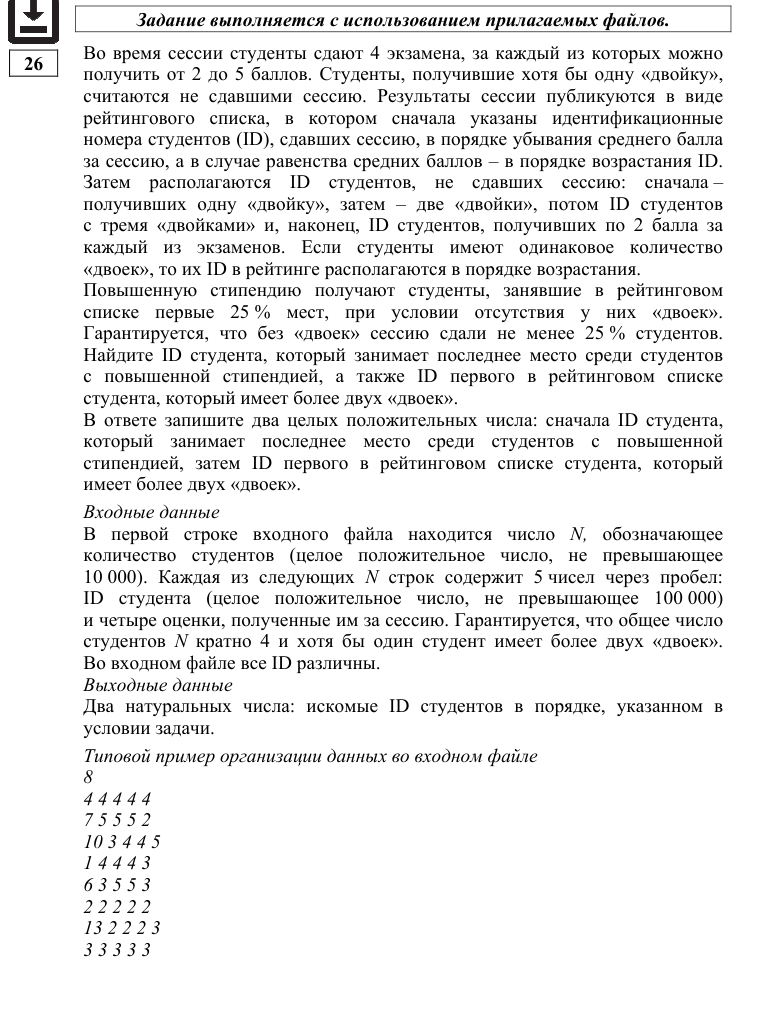 Задание выполняется с использованием прилагаемых файлов.
26
Во время сессии студенты сдают 4 экзамена, за каждый из которых можно
получить от 2 до 5 баллов. Студенты, получившие хотя бы одну «двойку»,
считаются не сдавшими сессию. Результаты сессии публикуются в виде
рейтингового списка, в котором сначала указаны идентификационные
номера студентов (ID), сдавших сессию, в порядке убывания среднего балла
за сессию, а в случае равенства средних баллов – в порядке возрастания ID.
Затем располагаются ID студентов, не сдавших сессию: сначала –
получивших одну «двойку», затем – две «двойки», потом ID студентов
с тремя «двойками» и, наконец, ID студентов, получивших по 2 балла за
каждый из экзаменов. Если студенты имеют одинаковое количество
«двоек», то их ID в рейтинге располагаются в порядке возрастания.
Повышенную стипендию получают студенты, занявшие в рейтинговом
списке первые 25 % мест, при условии отсутствия у них «двоек».
Гарантируется, что без «двоек» сессию сдали не менее 25 % студентов.
Найдите ID студента, который занимает последнее место среди студентов
с повышенной стипендией, а также ID первого в рейтинговом списке
студента, который имеет более двух «двоек».
В ответе запишите два целых положительных числа: сначала ID студента,
который занимает последнее место среди студентов с повышенной
стипендией, затем ID первого в рейтинговом списке студента, который
имеет более двух «двоек».
Входные данные
В первой строке входного файла находится число N, обозначающее
количество студентов (целое положительное число, не превышающее
10 000). Каждая из следующих N строк содержит 5 чисел через пробел:
ID студента (целое положительное число, не превышающее 100 000)
и четыре оценки, полученные им за сессию. Гарантируется, что общее число
студентов N кратно 4 и хотя бы один студент имеет более двух «двоек».
Во входном файле все ID различны.
Выходные данные
Два натуральных числа: искомые ID студентов в порядке, указанном в
условии задачи.
Типовой пример организации данных во входном файле
8
4 4 4 4 4
7 5 5 5 2
10 3 4 4 5
1 4 4 4 3
6 3 5 5 3
2 2 2 2 2
13 2 2 2 3
3 3 3 3 3